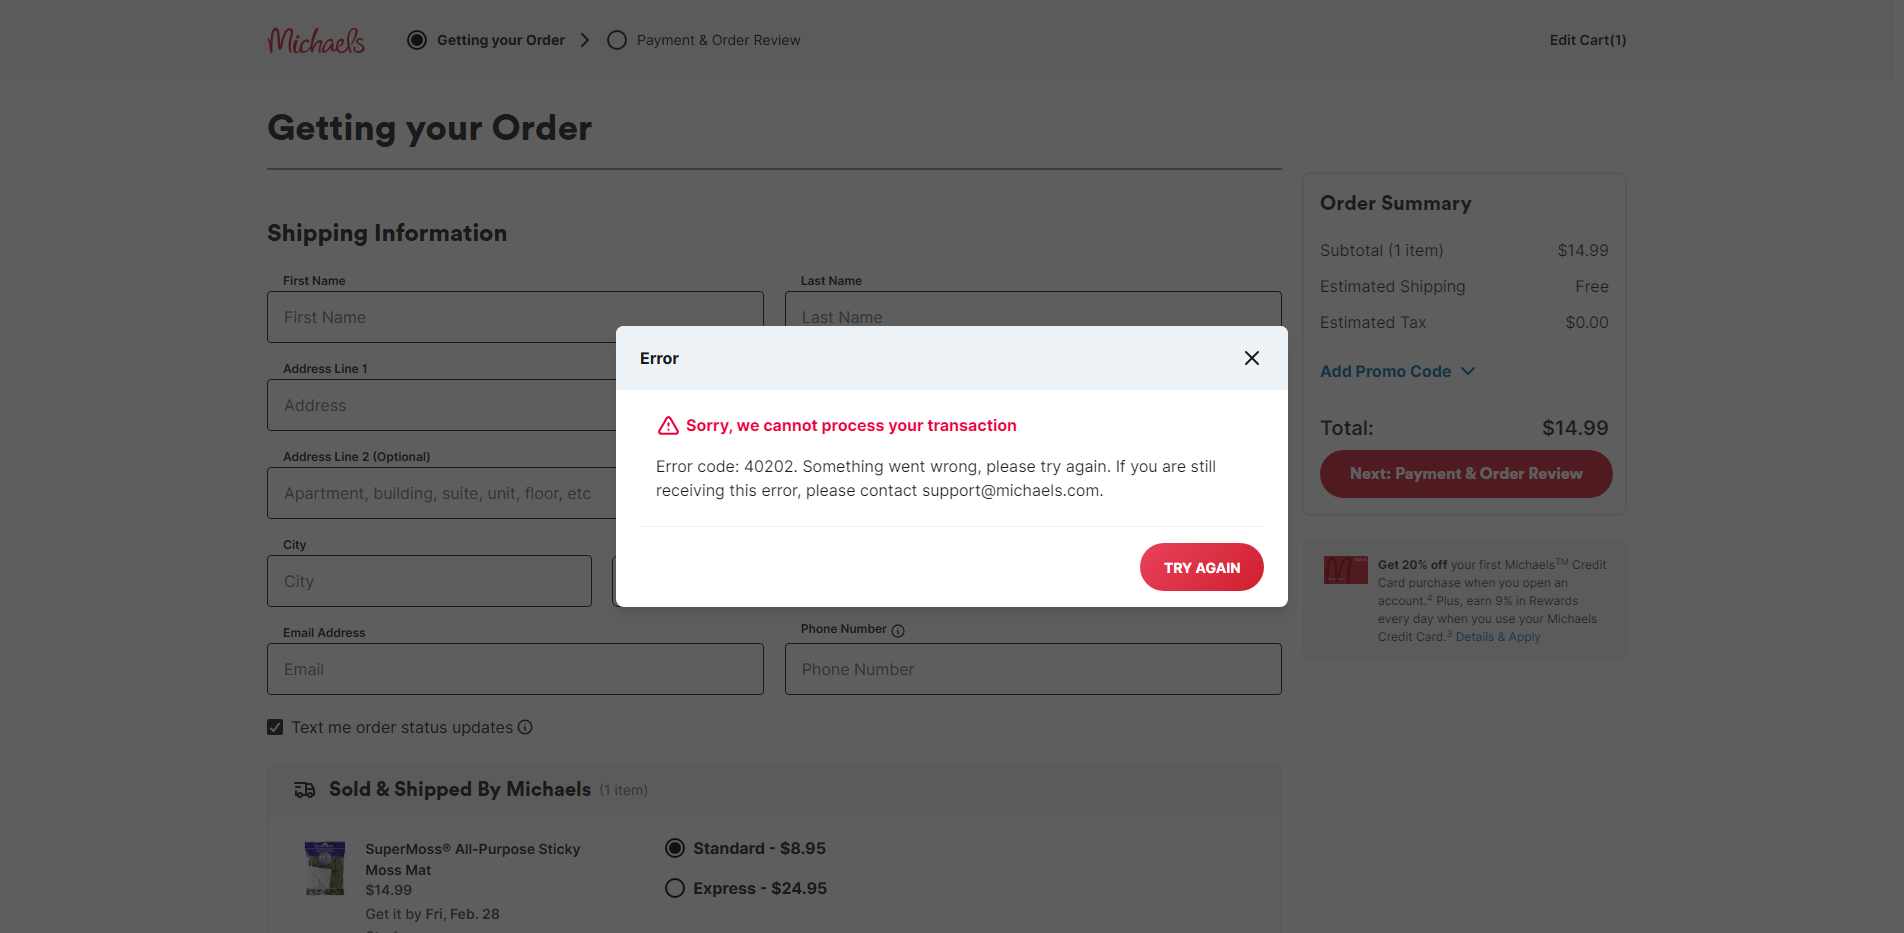 Michaels
Getting your Order
Payment & Order Review
Edit Cart(1)
Getting your Order
Shipping Information
First Name
Last Name
First Name
Last Name
Address Line 1
Address
Address Line 2 (Optional)
Apartment, building, suite, unit, floor, etc
City
City
Email Address
Phone Number
Email
Phone Number
Text me order status updates
Sold & Shipped By Michaels (1 item)
SuperMoss® All-Purpose Sticky
Moss Mat
$14.99
Get it by Fri, Feb. 28
Standard - $8.95
Express - $24.95
Error
Sorry, we cannot process your transaction
Error code: 40202. Something went wrong, please try again. If you are still
receiving this error, please contact support@michaels.com.
TRY AGAIN
Order Summary
Subtotal (1 item) $14.99
Estimated Shipping Free
Estimated Tax $0.00
Add Promo Code
Total: $14.99
Next: Payment & Order Review
Get 20% off your first Michaels™ Credit
Card purchase when you open an
account.⁴ Plus, earn 9% in Rewards
every day when you use your Michaels
Credit Card.³ Details & Apply